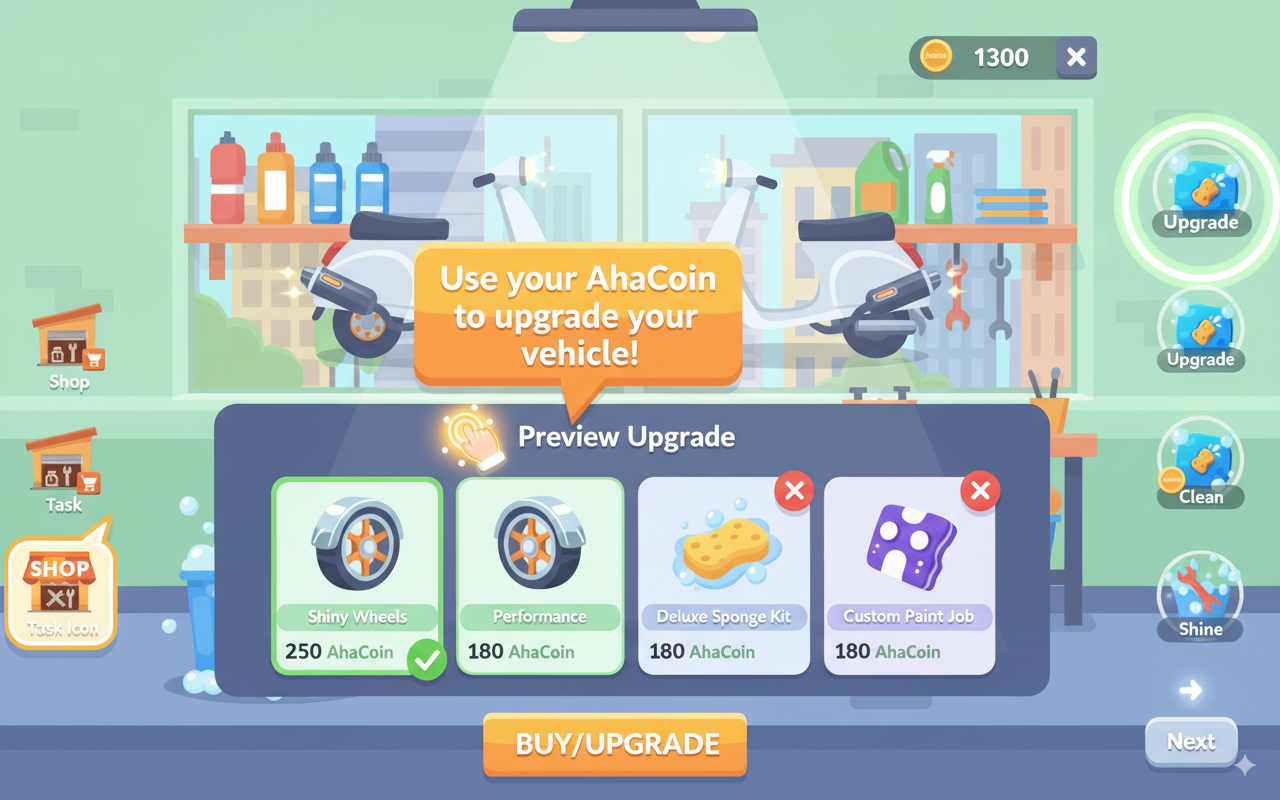 1300
Use your AhaCoin
to upgrade your
vehicle!
Upgrade
Upgrade
Shop
Task
SHOP
Task Icon
Clean
Shine
Preview Upgrade
Shiny Wheels
250 AhaCoin
Performance
180 AhaCoin
Deluxe Sponge Kit
180 AhaCoin
Custom Paint Job
180 AhaCoin
BUY/UPGRADE
Next